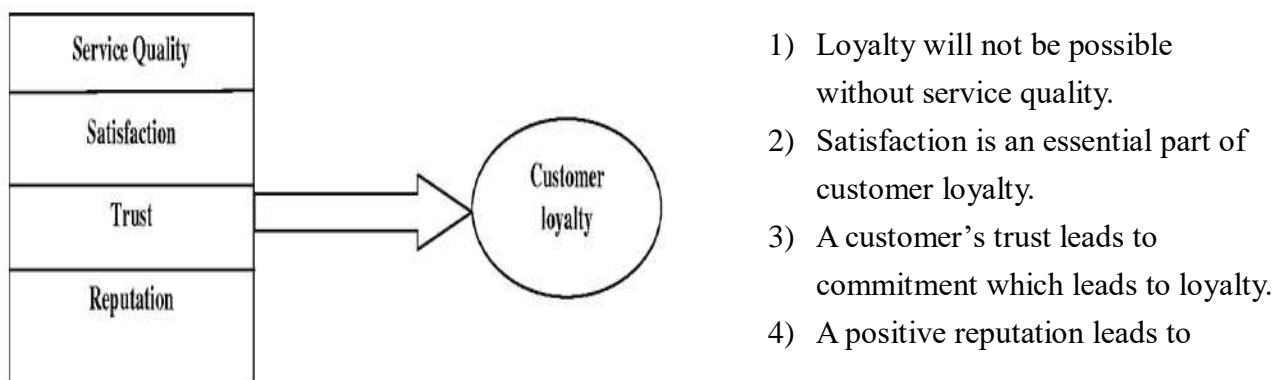 Service Quality
Satisfaction
Trust
Reputation
Customer
loyalty
1) Loyalty will not be possible
without service quality.
2) Satisfaction is an essential part of
customer loyalty.
3) A customer’s trust leads to
commitment which leads to loyalty.
4) A positive reputation leads to